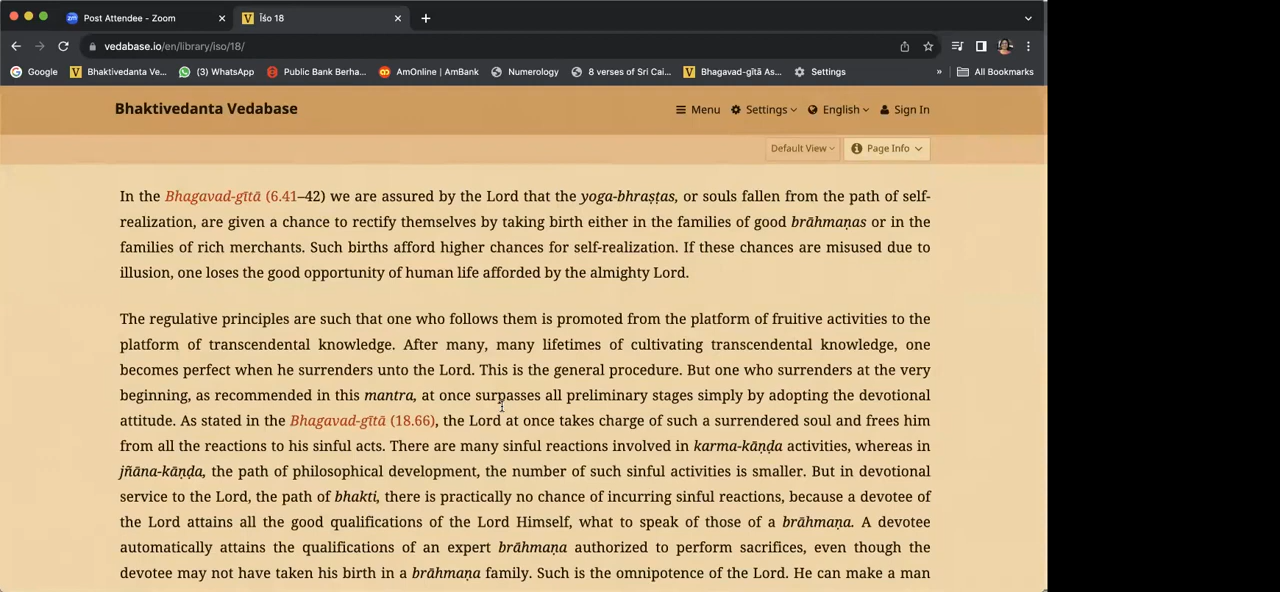 Post Attendee - Zoom
Īśo 18
vedabase.io/en/library/iso/18/
Google
Bhaktivedanta Ve...
(3) WhatsApp
Public Bank Berha...
AmOnline | AmBank
Numerology
8 verses of Sri Cai...
Bhagavad-gītā As...
Settings
»
All Bookmarks
Bhaktivedanta Vedabase
Menu
Settings
English
Sign In
Default View
Page Info
In the Bhagavad-gītā (6.41–42) we are assured by the Lord that the yoga-bhraṣṭas, or souls fallen from the path of self-
realization, are given a chance to rectify themselves by taking birth either in the families of good brāhmaṇas or in the
families of rich merchants. Such births afford higher chances for self-realization. If these chances are misused due to
illusion, one loses the good opportunity of human life afforded by the almighty Lord.
The regulative principles are such that one who follows them is promoted from the platform of fruitive activities to the
platform of transcendental knowledge. After many, many lifetimes of cultivating transcendental knowledge, one
becomes perfect when he surrenders unto the Lord. This is the general procedure. But one who surrenders at the very
beginning, as recommended in this mantra, at once surpasses all preliminary stages simply by adopting the devotional
attitude. As stated in the Bhagavad-gītā (18.66), the Lord at once takes charge of such a surrendered soul and frees him
from all the reactions to his sinful acts. There are many sinful reactions involved in karma-kāṇḍa activities, whereas in
jñāna-kāṇḍa, the path of philosophical development, the number of such sinful activities is smaller. But in devotional
service to the Lord, the path of bhakti, there is practically no chance of incurring sinful reactions, because a devotee of
the Lord attains all the good qualifications of the Lord Himself, what to speak of those of a brāhmaṇa. A devotee
automatically attains the qualifications of an expert brāhmaṇa authorized to perform sacrifices, even though the
devotee may not have taken his birth in a brāhmaṇa family. Such is the omnipotence of the Lord. He can make a man